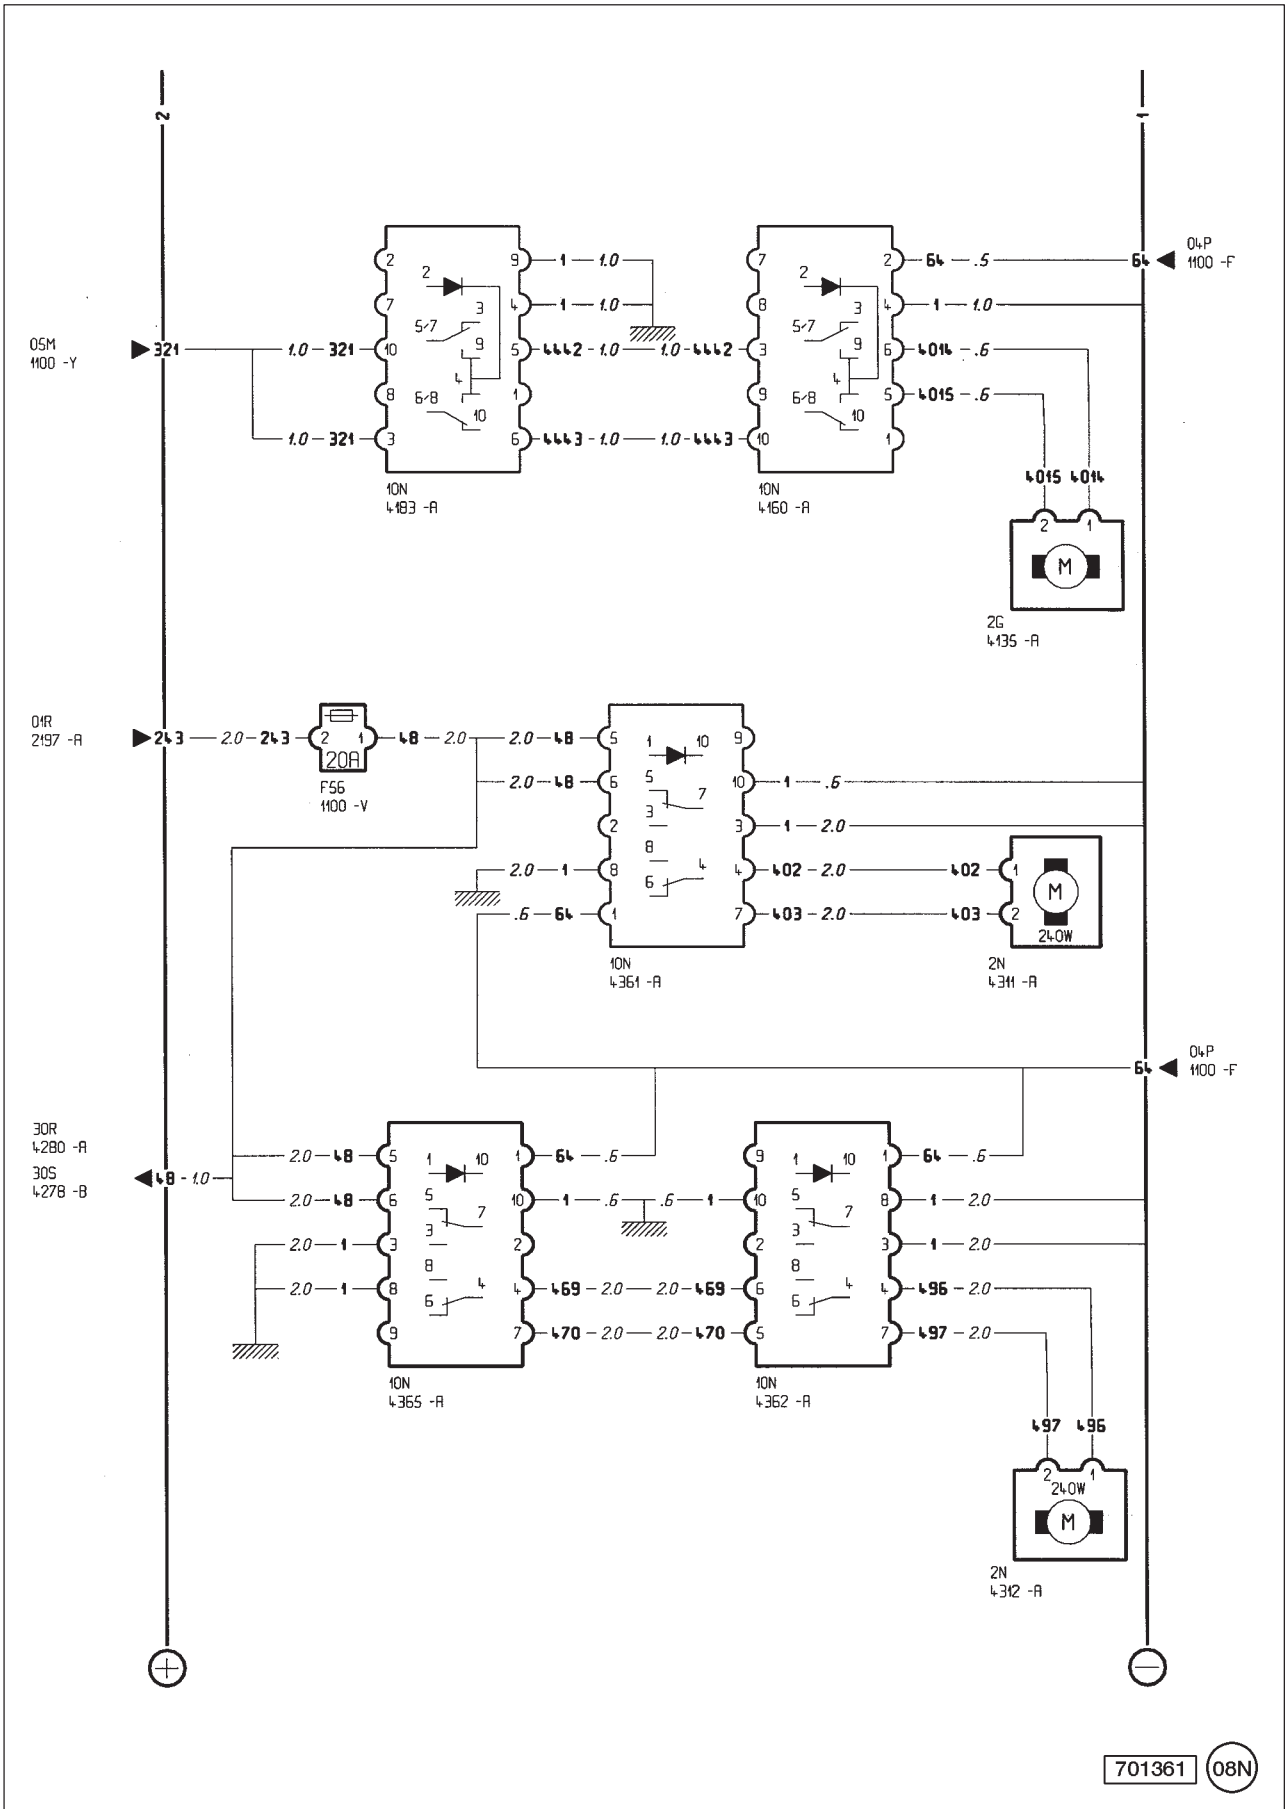 2
1
2 9 1 1.0
7 4 1 1.0
10 5 4442 1.0
8 1
3 6 4443 1.0
2
3
5/7
9
4
6/8
10
05M
1100 -Y
321
1.0 321
1.0 321
10N
4183 -A
7 2 64 .5 64
8 4 1 1.0
1.0 4442 3 6 4014 .6
9 5 4015 .6
1.0 4443 10 1
2
3
5/7
9
4
6/8
10
10N
4160 -A
04P
1100 -F
4015 4014
2 1
M
2G
4135 -A
01R
2197 -A
243 2.0 243 2 1 48 2.0 2.0 48 5 9
20A
F56
1100 -V
2.0 48 6 10 1 .6
2 3 1 2.0
2.0 1 8 4 402 2.0 402 1
.6 64 1 7 403 2.0 403 2
1 10
5
7
3
8
4
6
10N
4361 -A
M
240W
2N
4311 -A
64
04P
1100 -F
30R
4280 -A
30S
4278 -B
48 1.0
2.0 48 5 1 64 .6
2.0 48 6 10 1 .6
2.0 1 3 2
2.0 1 8 4 469 2.0
9 7 470 2.0
1 10
5
7
3
8
4
6
10N
4365 -A
9 1 64 .6
.6 1 10 8 1 2.0
2 3 1 2.0
2.0 469 6 4 496 2.0
2.0 470 5 7 497 2.0
1 10
5
7
3
8
4
6
10N
4362 -A
497 496
2 1
240W
M
2N
4312 -A
701361 08N